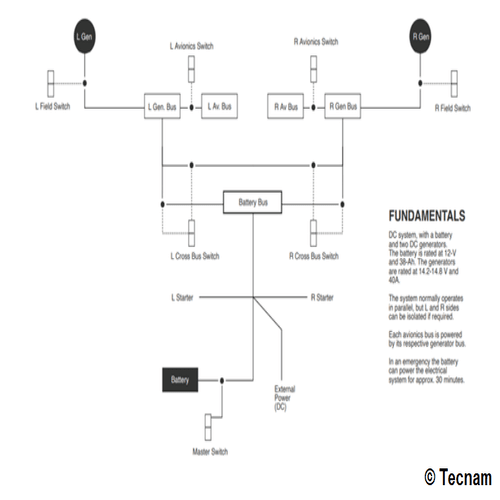 L Gen
R Gen
L Avionics Switch
R Avionics Switch
L Field Switch
L Gen. Bus
L Av. Bus
R Av Bus
R Gen Bus
R Field Switch
Battery Bus
L Cross Bus Switch
R Cross Bus Switch
L Starter
R Starter
Battery
External
Power
(DC)
Master Switch
FUNDAMENTALS
DC system, with a battery
and two DC generators.
The battery is rated at 12-V
and 38-Ah. The generators
are rated at 14.2-14.8 V and
40A.
The system normally operates
in parallel, but L and R sides
can be isolated if required.
Each avionics bus is powered
by its respective generator bus.
In an emergency the battery
can power the electrical
system for approx. 30 minutes.
© Tecnam